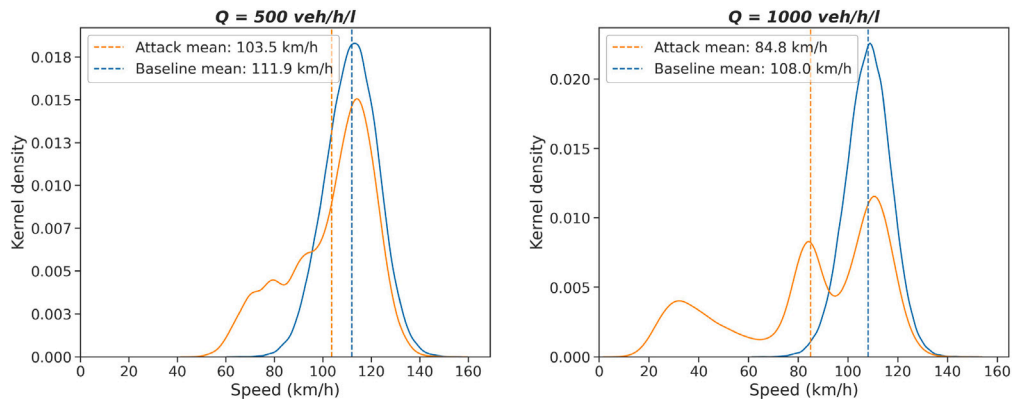 Q = 500 veh/h/l
Attack mean: 103.5 km/h
Baseline mean: 111.9 km/h
Kernel density
0.018
0.015
0.013
0.010
0.007
0.005
0.003
0.000
0 20 40 60 80 100 120 140 160
Speed (km/h)
Q = 1000 veh/h/l
Attack mean: 84.8 km/h
Baseline mean: 108.0 km/h
Kernel density
0.020
0.015
0.010
0.005
0.000
0 20 40 60 80 100 120 140 160
Speed (km/h)